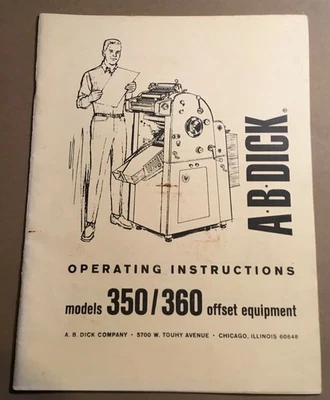 A·B·DICK®
OPERATING INSTRUCTIONS
models 350/360 offset equipment
A. B. DICK COMPANY • 5700 W. TOUHY AVENUE • CHICAGO, ILLINOIS 60648